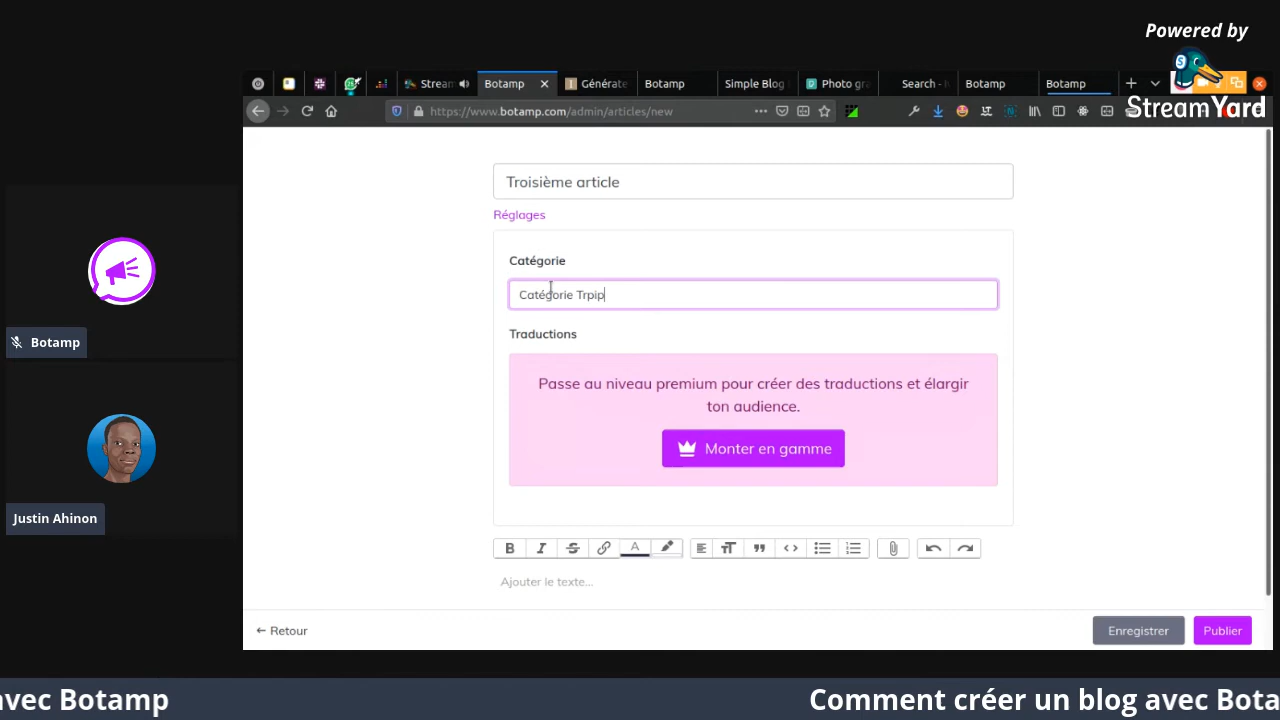 Powered by
StreamYard
Stream
Botamp
Générate
Botamp
Simple Blog
Photo gra
Search -
Botamp
Botamp
https://www.botamp.com/admin/articles/new
Troisième article
Réglages
Catégorie
Catégorie Trpip
Traductions
Passe au niveau premium pour créer des traductions et élargir
ton audience.
Monter en gamme
Ajouter le texte...
← Retour
Enregistrer
Publier
Botamp
Justin Ahinon
avec Botamp
Comment créer un blog avec Bota